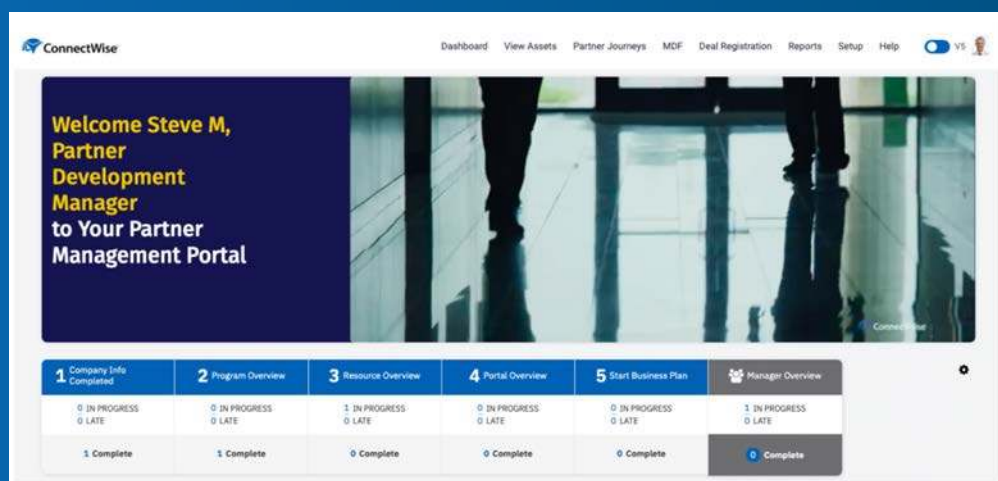 ConnectWise
Dashboard View Assets Partner Journeys MDF Deal Registration Reports Setup Help V5
Welcome Steve M,
Partner
Development
Manager
to Your Partner
Management Portal
ConnectWise
1 Company Info Completed
2 Program Overview
3 Resource Overview
4 Portal Overview
5 Start Business Plan
Manager Overview
0 IN PROGRESS 0 IN PROGRESS 1 IN PROGRESS 0 IN PROGRESS 0 IN PROGRESS 1 IN PROGRESS
0 LATE 0 LATE 0 LATE 0 LATE 0 LATE 0 LATE
1 Complete 1 Complete 0 Complete 0 Complete 0 Complete 0 Complete